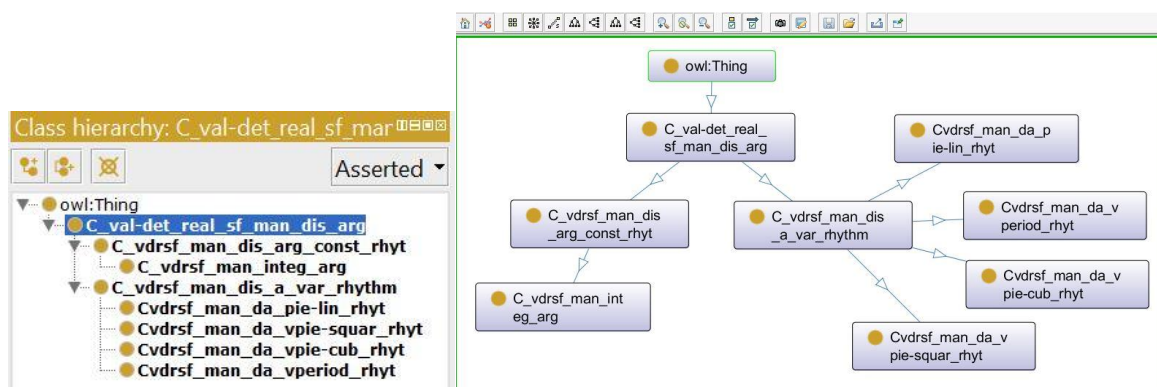 Class hierarchy: C_val-det_real_sf_mar
Asserted
owl:Thing
C_val-det_real_sf_man_dis_arg
C_vdrsf_man_dis_arg_const_rhyt
C_vdrsf_man_integ_arg
C_vdrsf_man_dis_a_var_rhythm
Cvdrsf_man_da_pie-lin_rhyt
Cvdrsf_man_da_vpie-squar_rhyt
Cvdrsf_man_da_vpie-cub_rhyt
Cvdrsf_man_da_vperiod_rhyt
owl:Thing
C_val-det_real_
sf_man_dis_arg
Cvdrsf_man_da_p
ie-lin_rhyt
C_vdrsf_man_dis
_arg_const_rhyt
C_vdrsf_man_dis
_a_var_rhythm
Cvdrsf_man_da_v
period_rhyt
Cvdrsf_man_da_v
pie-cub_rhyt
C_vdrsf_man_int
eg_arg
Cvdrsf_man_da_v
pie-squar_rhyt